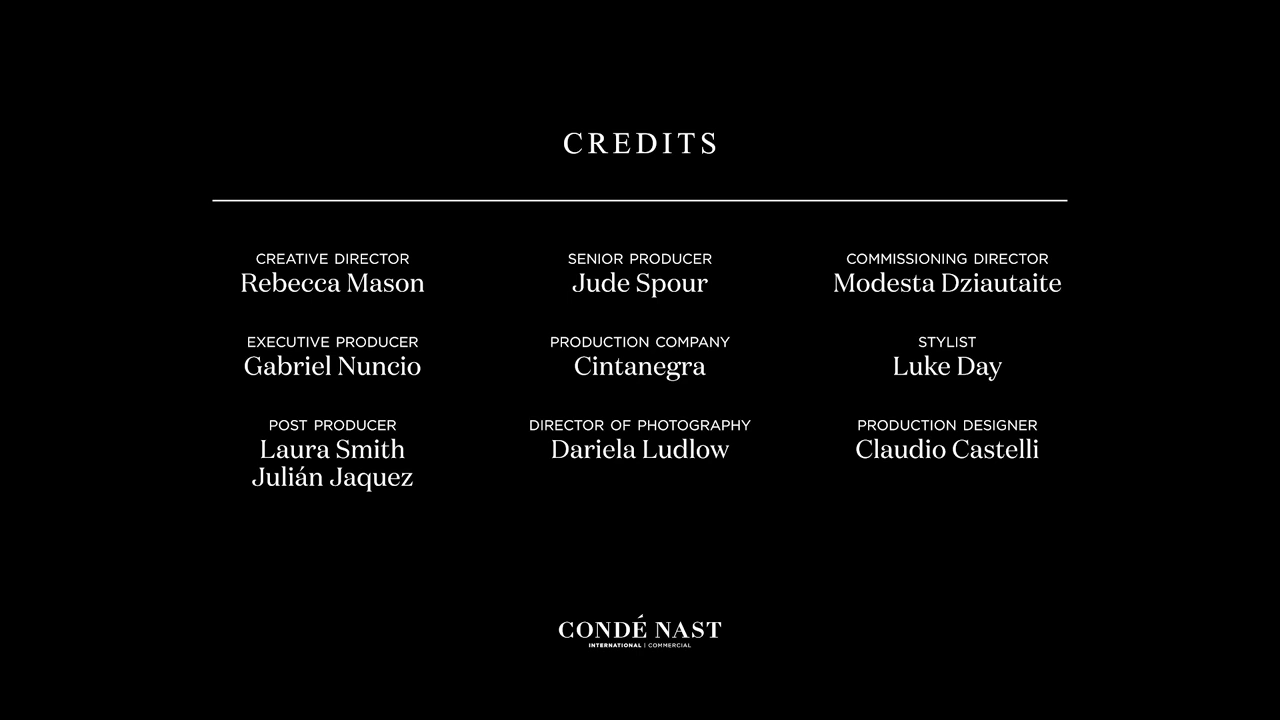 CREDITS
CREATIVE DIRECTOR
Rebecca Mason
SENIOR PRODUCER
Jude Spour
COMMISSIONING DIRECTOR
Modesta Dziautaite
EXECUTIVE PRODUCER
Gabriel Nuncio
PRODUCTION COMPANY
Cintanegra
STYLIST
Luke Day
POST PRODUCER
Laura Smith
Julián Jaquez
DIRECTOR OF PHOTOGRAPHY
Dariela Ludlow
PRODUCTION DESIGNER
Claudio Castelli
CONDÉ NAST
INTERNATIONAL | COMMERCIAL